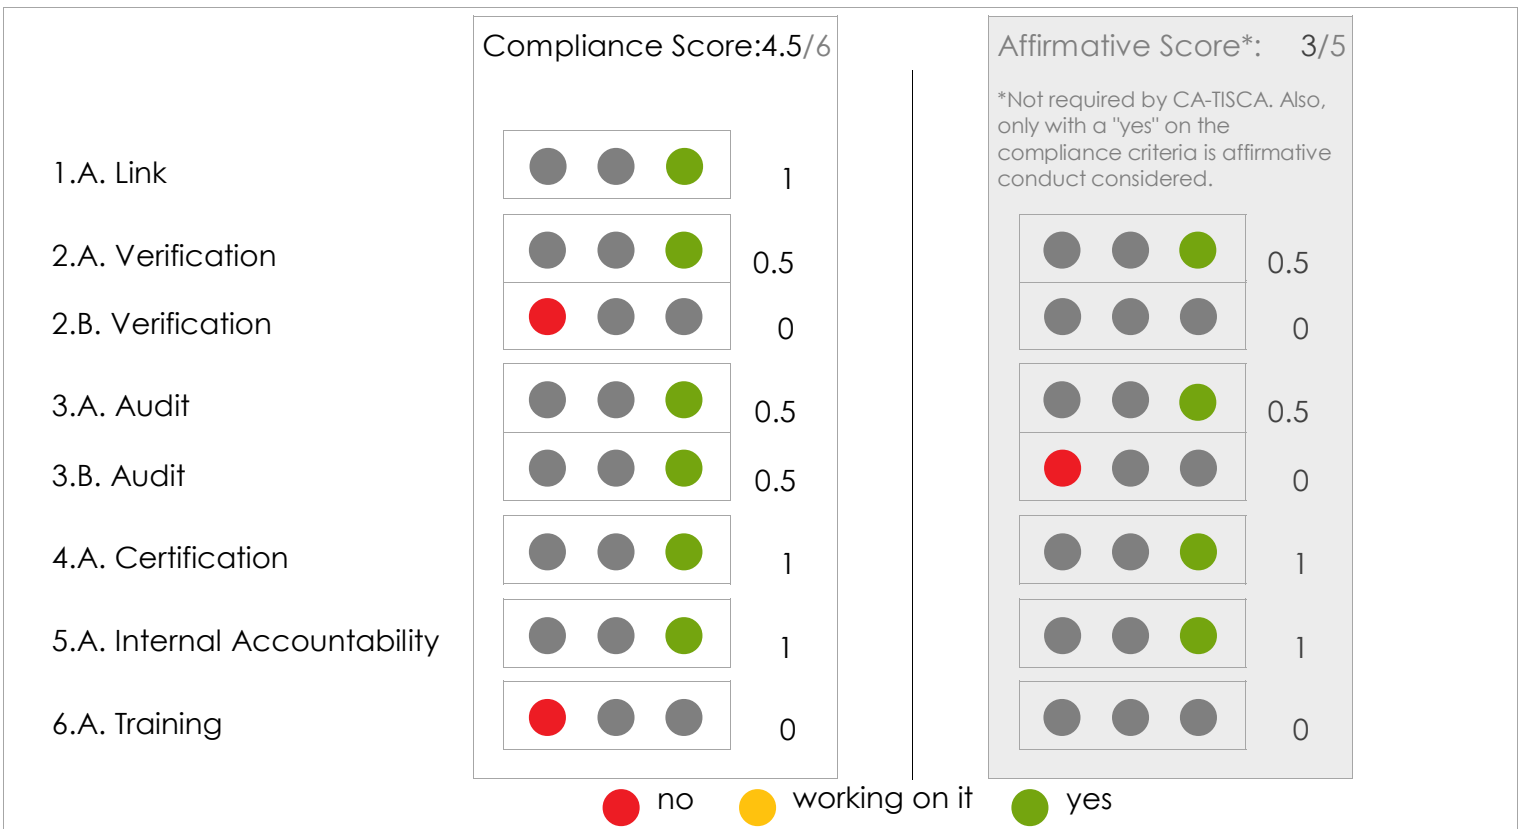 Compliance Score:4.5/6
Affirmative Score*: 3/5
*Not required by CA-TISCA. Also,
only with a "yes" on the
compliance criteria is affirmative
conduct considered.
1.A. Link 1
2.A. Verification 0.5 0.5
2.B. Verification 0 0
3.A. Audit 0.5 0.5
3.B. Audit 0.5 0
4.A. Certification 1 1
5.A. Internal Accountability 1 1
6.A. Training 0 0
no working on it yes